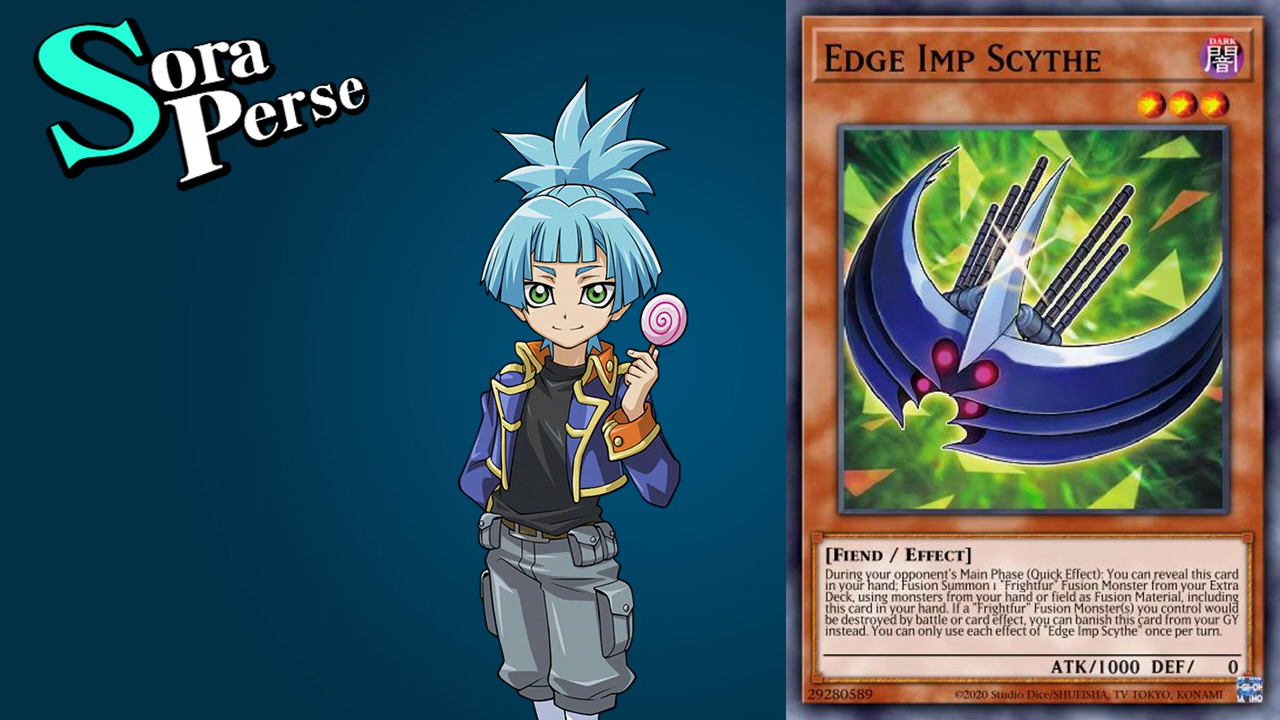 Sora
Perse
EDGE IMP SCYTHE
DARK
闇
[FIEND / EFFECT]
During your opponent's Main Phase (Quick Effect): You can reveal this card
in your hand; Fusion Summon 1 "Frightfur" Fusion Monster from your Extra
Deck, using monsters from your hand or field as Fusion Material, including
this card in your hand. If a "Frightfur" Fusion Monster(s) you control would
be destroyed by battle or card effect, you can banish this card from your GY
instead. You can only use each effect of "Edge Imp Scythe" once per turn.
ATK/1000 DEF/ 0
29280589
©2020 Studio Dice/SHUEISHA, TV TOKYO, KONAMI